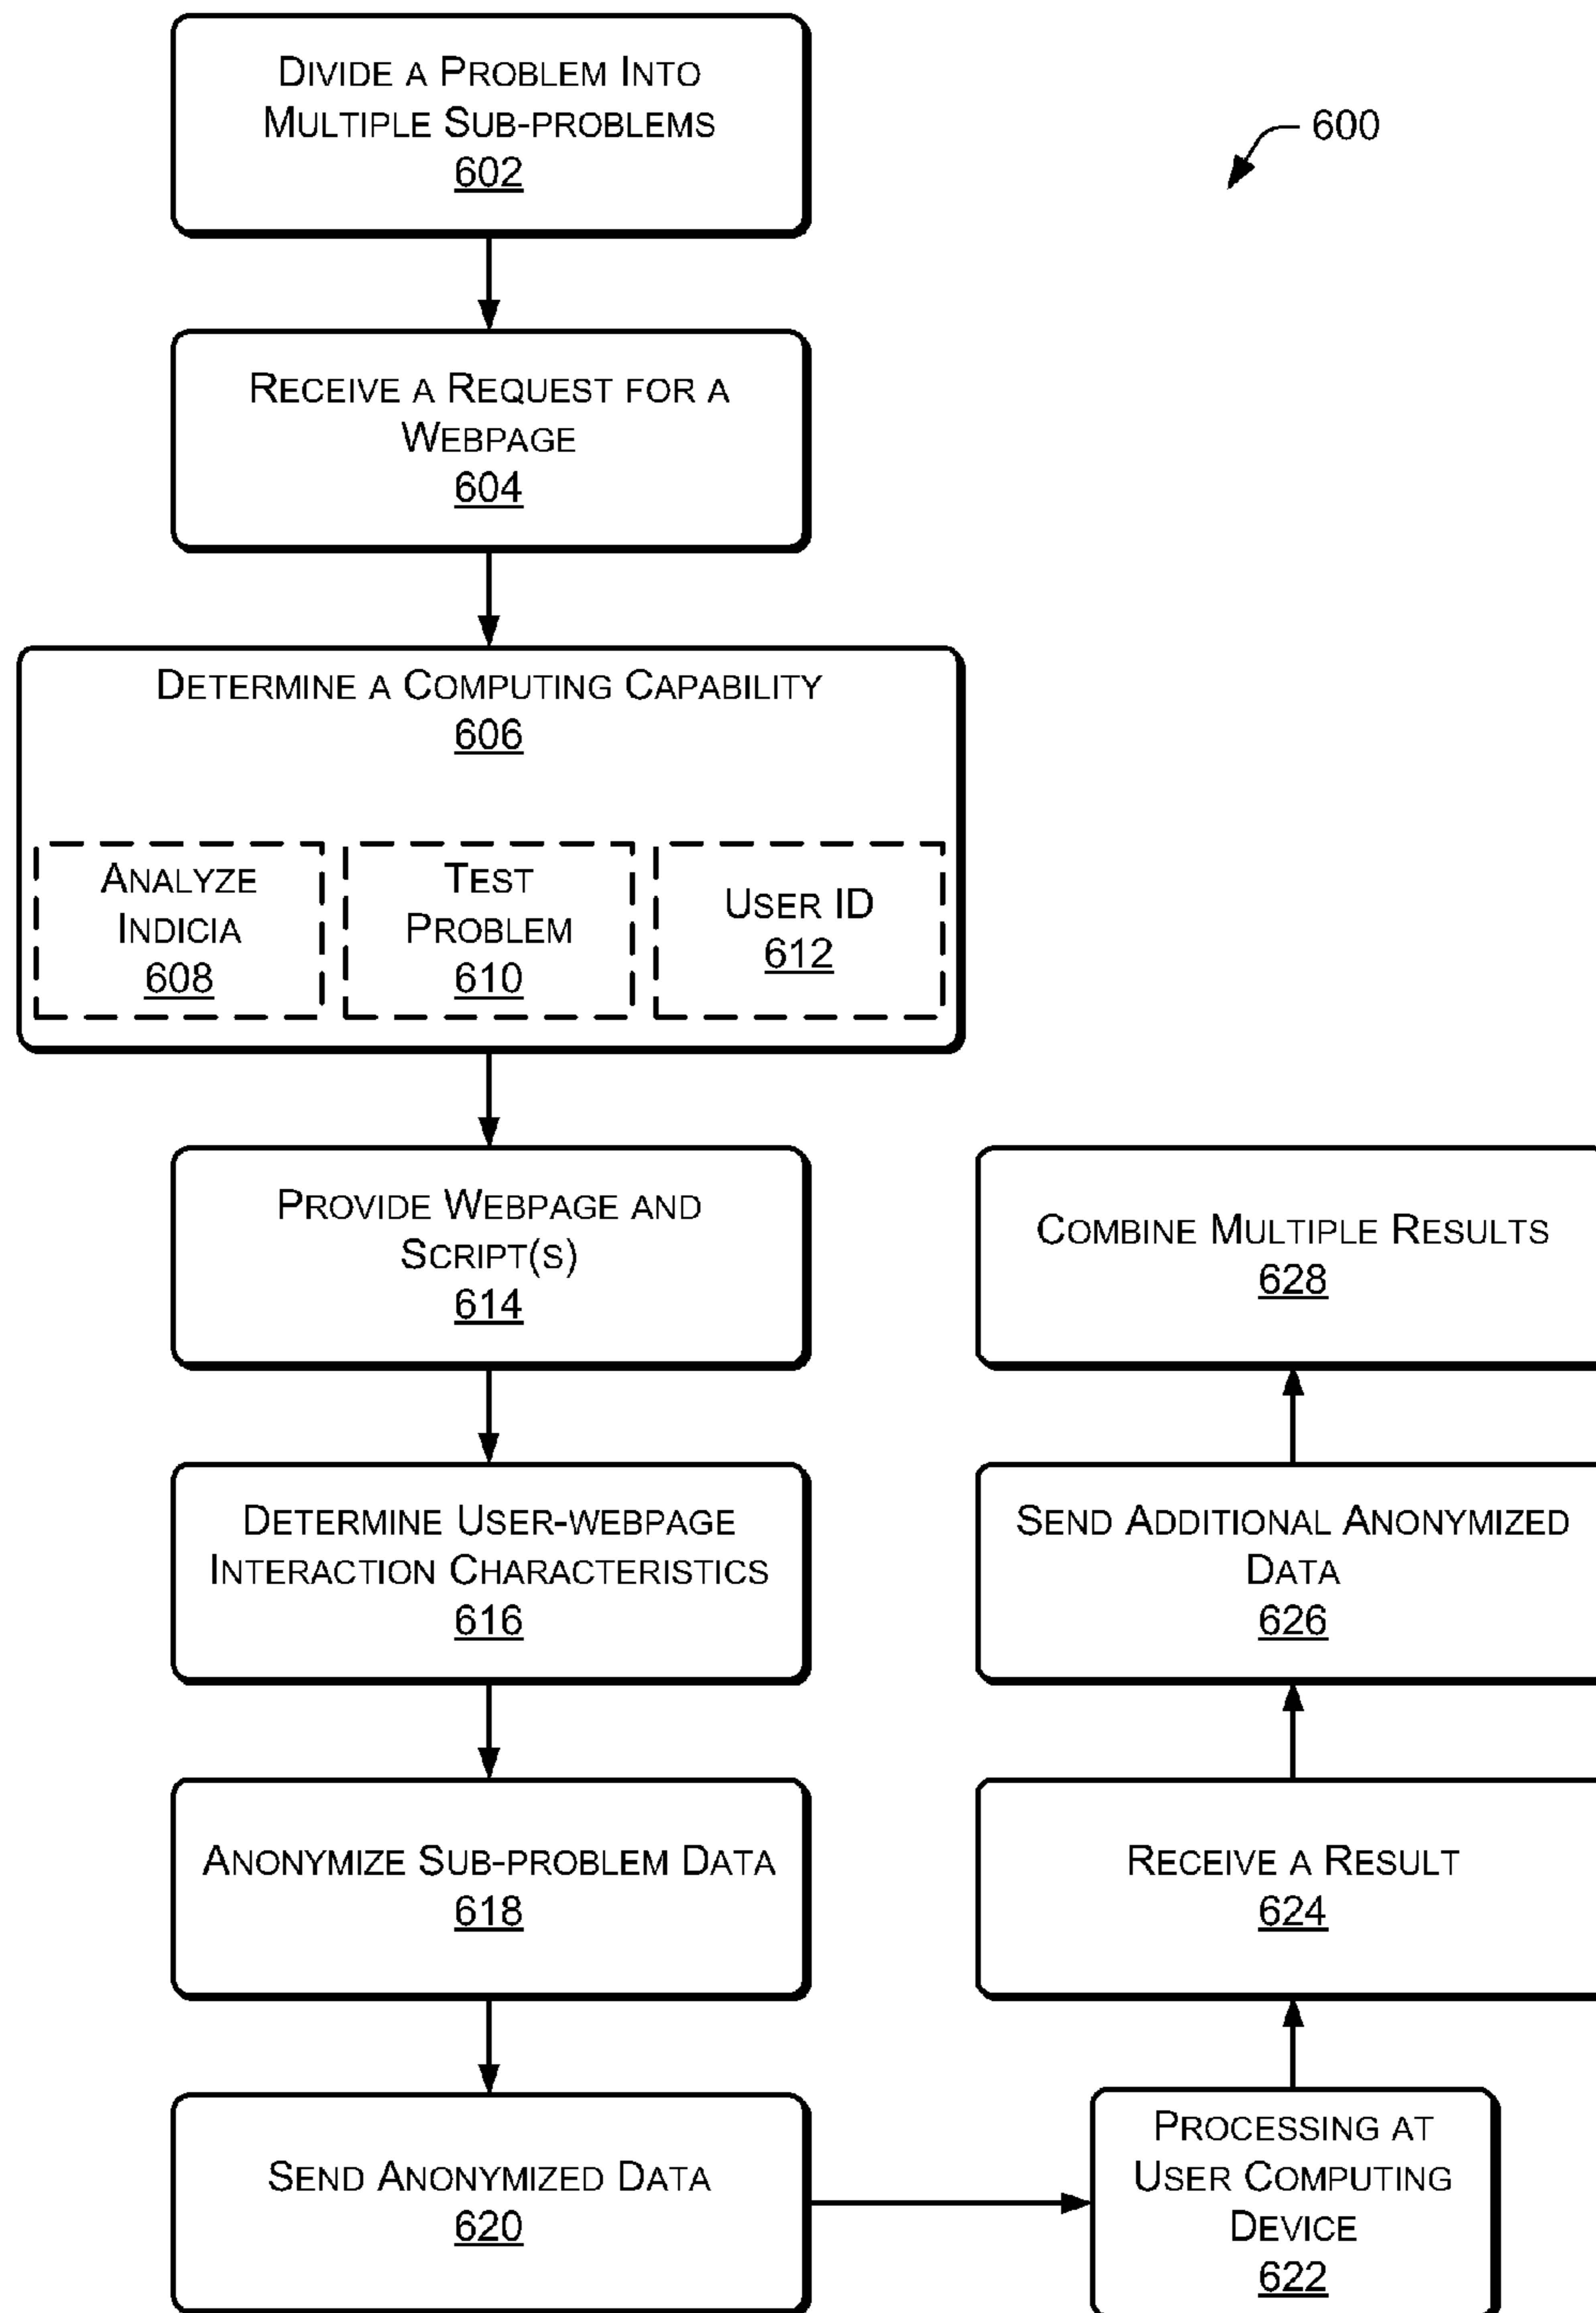 DIVIDE A PROBLEM INTO
MULTIPLE SUB-PROBLEMS
602
600
RECEIVE A REQUEST FOR A
WEBPAGE
604
DETERMINE A COMPUTING CAPABILITY
606
ANALYZE
INDICIA
608
TEST
PROBLEM
610
USER ID
612
PROVIDE WEBPAGE AND
SCRIPT(S)
614
DETERMINE USER-WEBPAGE
INTERACTION CHARACTERISTICS
616
ANONYMIZE SUB-PROBLEM DATA
618
SEND ANONYMIZED DATA
620
PROCESSING AT
USER COMPUTING
DEVICE
622
RECEIVE A RESULT
624
SEND ADDITIONAL ANONYMIZED
DATA
626
COMBINE MULTIPLE RESULTS
628